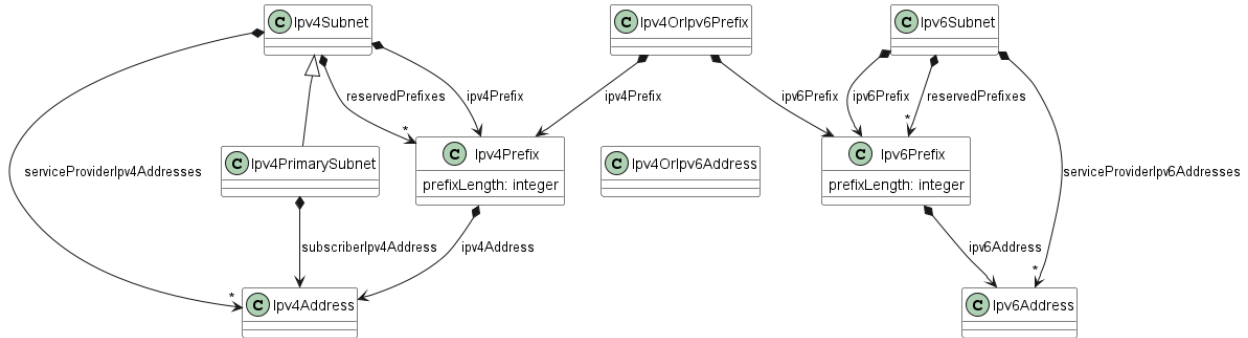 C Ipv4Subnet
C Ipv4OrIpv6Prefix
C Ipv6Subnet
reservedPrefixes
ipv4Prefix
ipv4Prefix
ipv6Prefix
ipv6Prefix
reservedPrefixes
*
*
serviceProviderIpv4Addresses
C Ipv4PrimarySubnet
C Ipv4Prefix
prefixLength: integer
C Ipv4OrIpv6Address
C Ipv6Prefix
prefixLength: integer
serviceProviderIpv6Addresses
subscriberIpv4Address
ipv4Address
ipv6Address
*
*
C Ipv4Address
C Ipv6Address